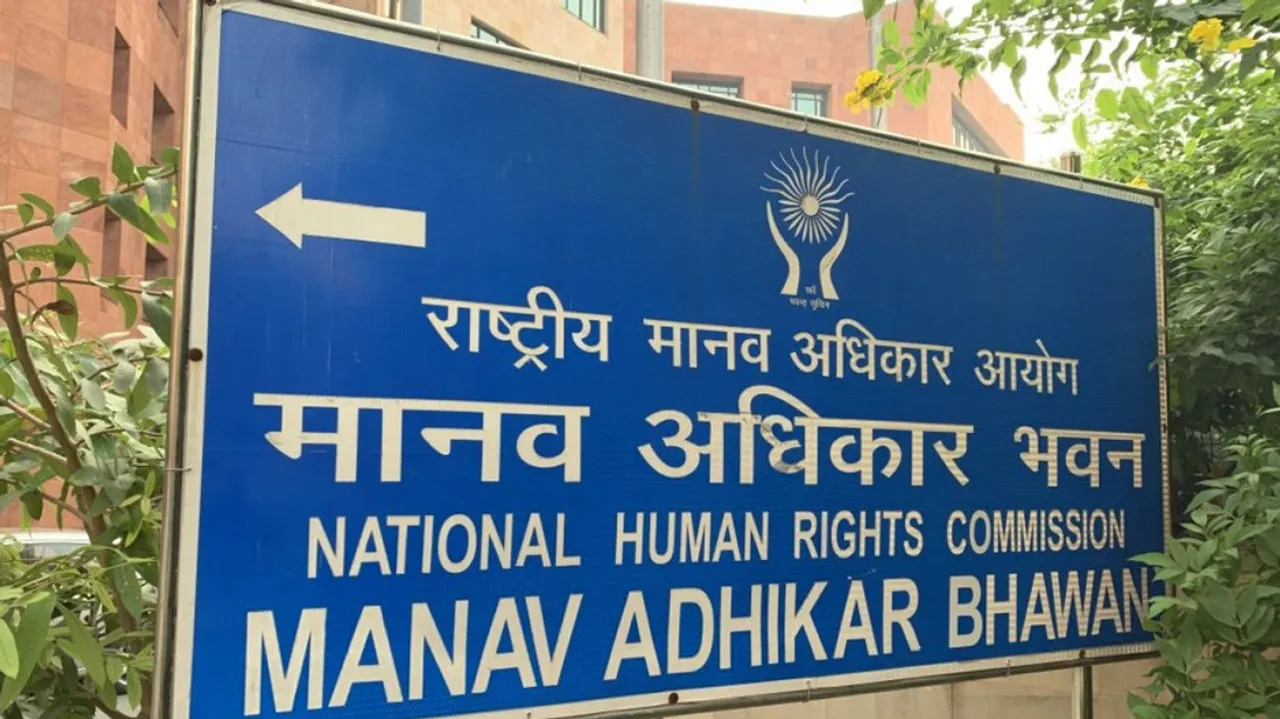 राष्ट्रीय मानव अधिकार आयोग
मानव अधिकार भवन
NATIONAL HUMAN RIGHTS COMMISSION
MANAV ADHIKAR BHAWAN